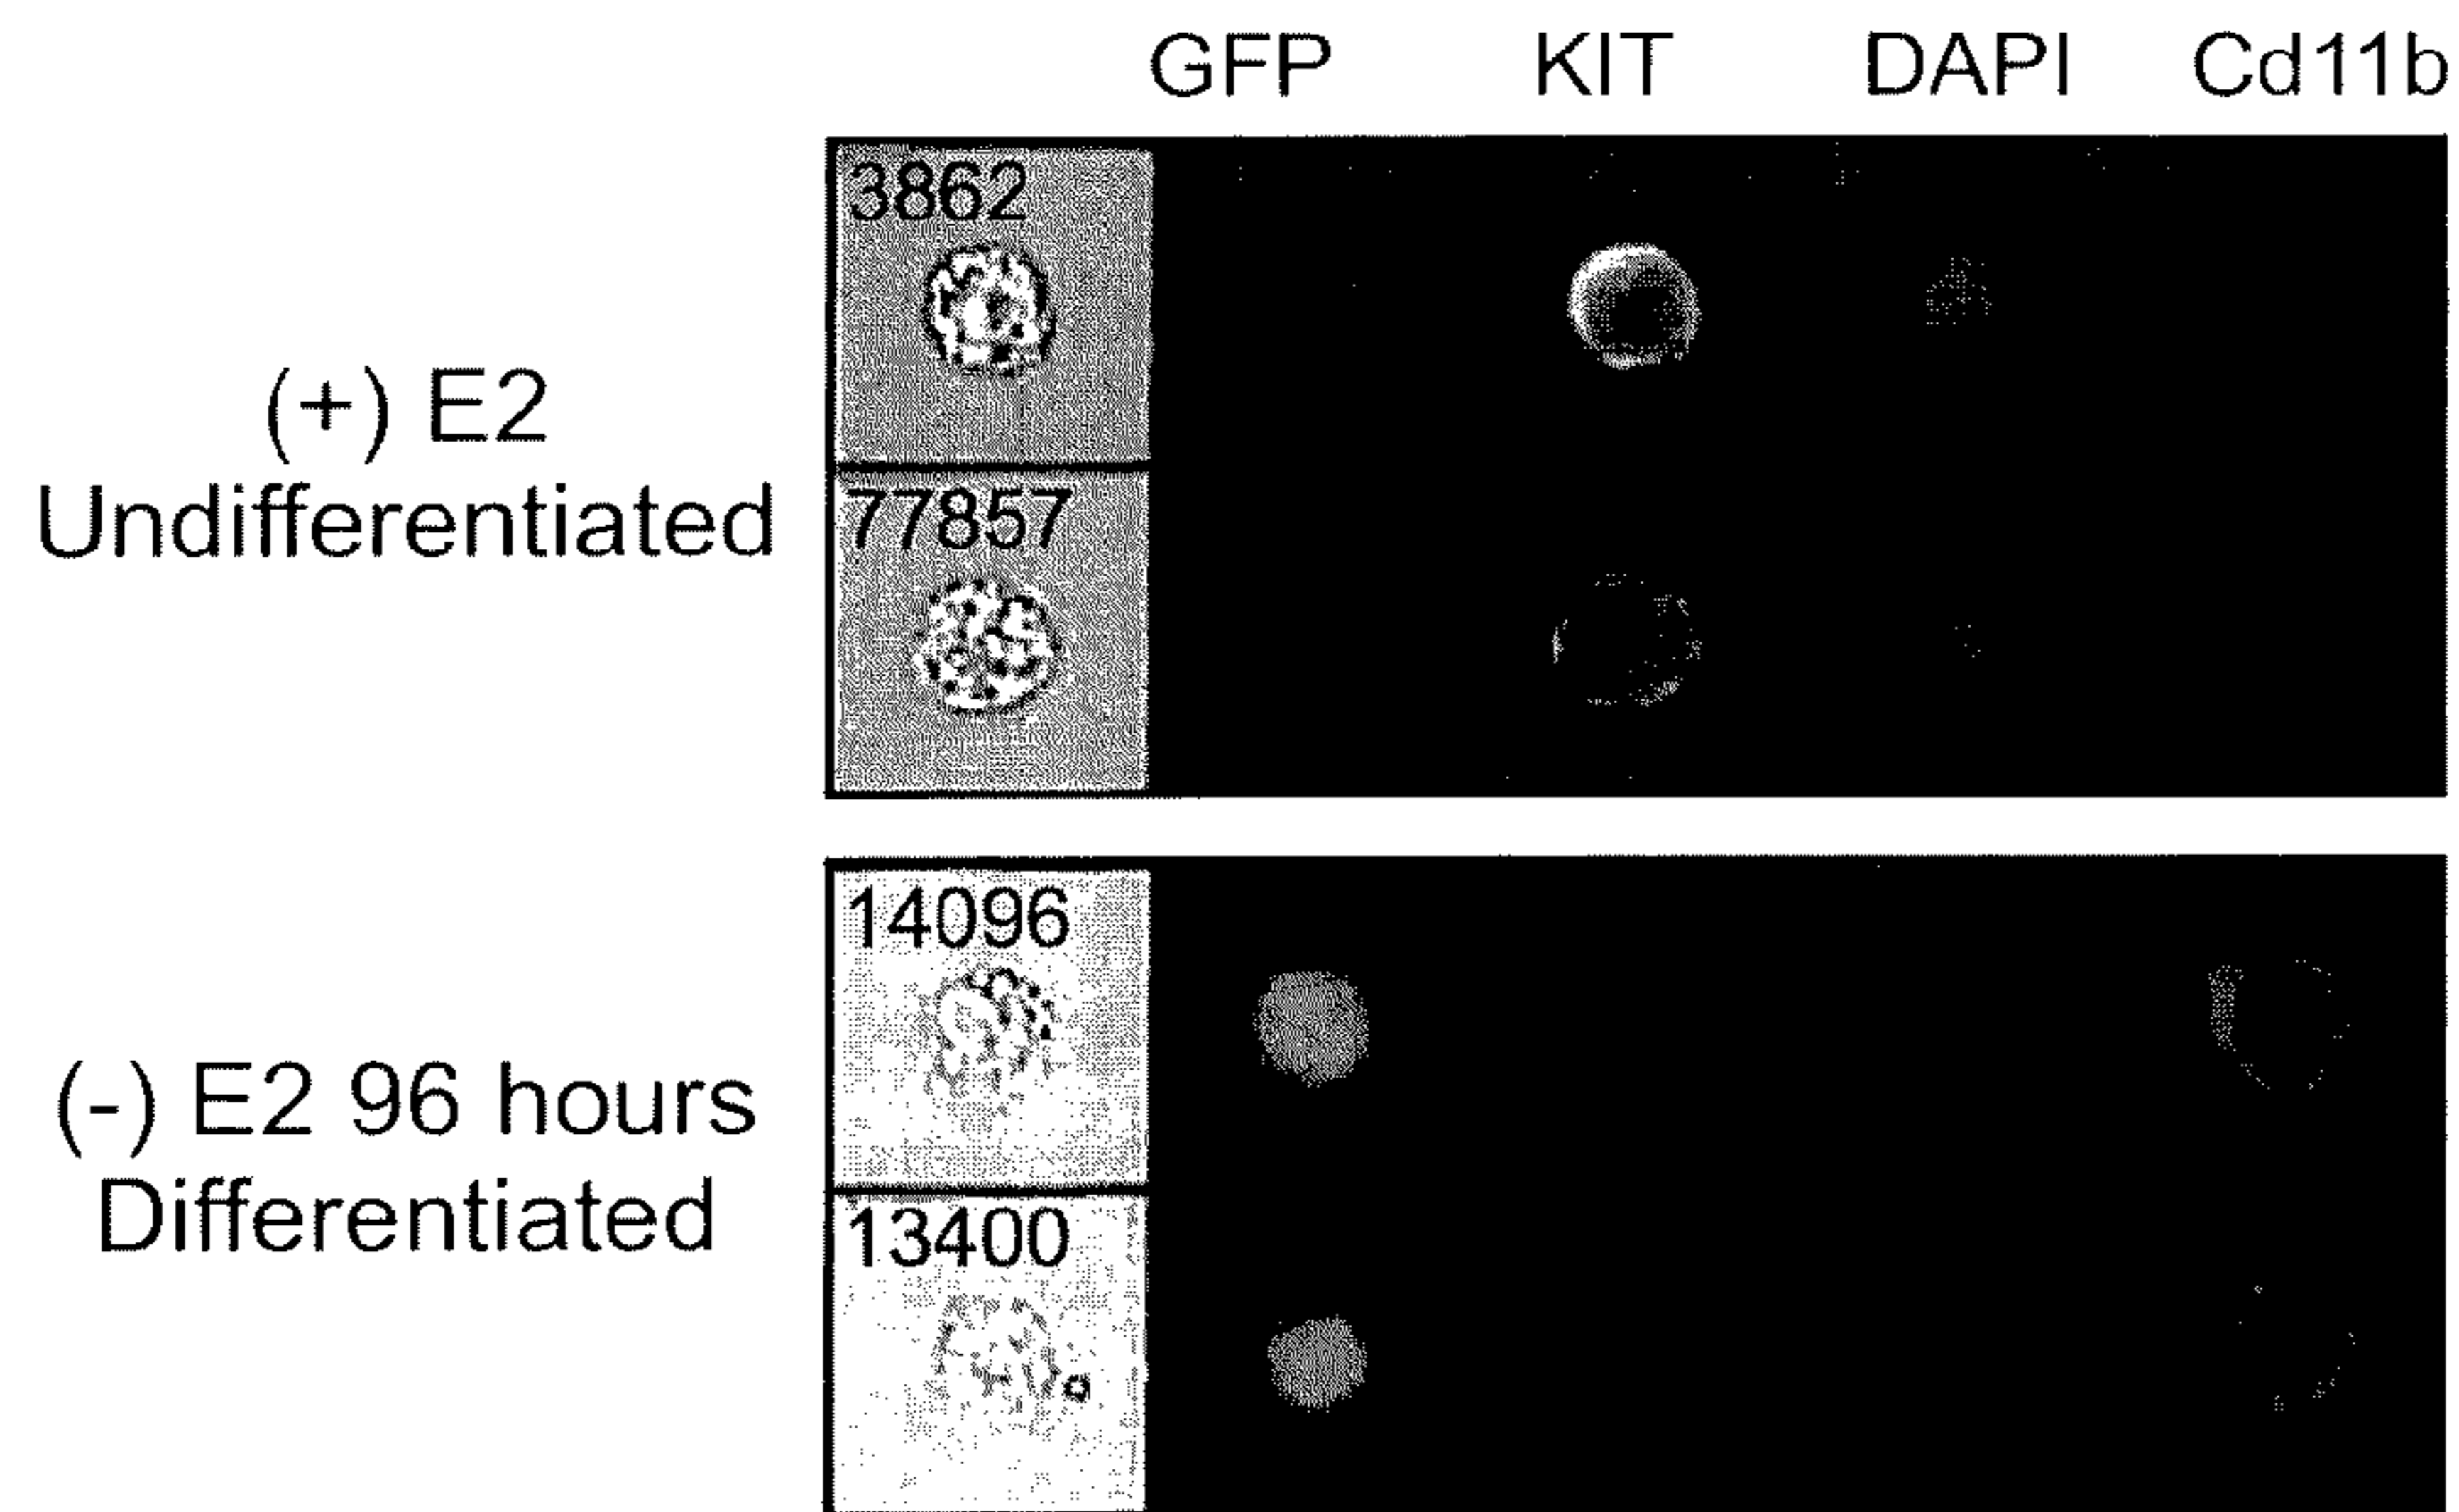 GFP KIT DAPI Cd11b
3862
(+) E2
Undifferentiated
77857
14096
(-) E2 96 hours
Differentiated
13400